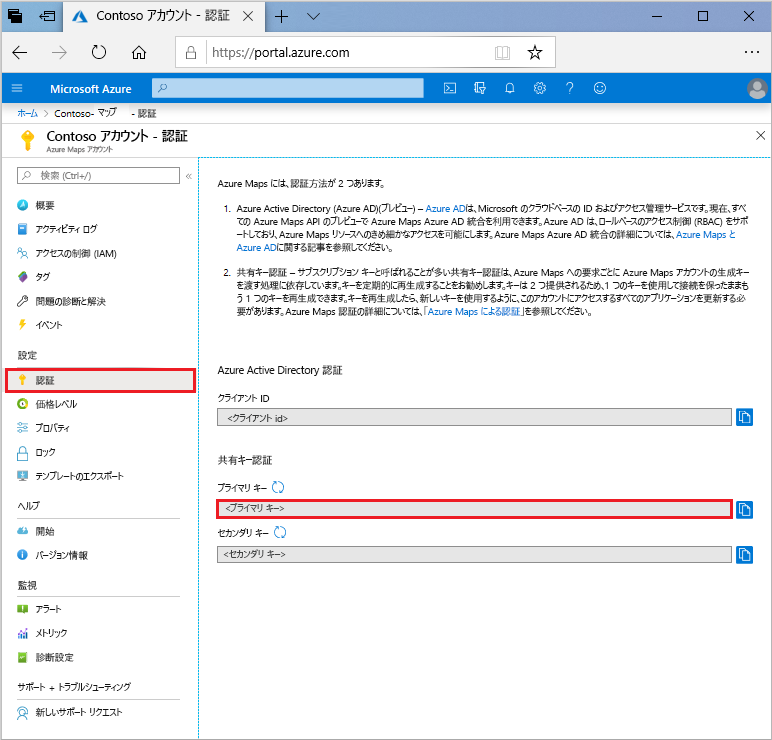 Contoso アカウント - 認証
https://portal.azure.com
Microsoft Azure
ホーム > Contoso- マップ - 認証
Contoso アカウント - 認証
Azure Maps アカウント
検索 (Ctrl+/)
概要
アクティビティ ログ
アクセスの制御 (IAM)
タグ
問題の診断と解決
イベント
設定
認証
価格レベル
プロパティ
ロック
テンプレートのエクスポート
ヘルプ
開始
バージョン情報
監視
アラート
メトリック
診断設定
サポート + トラブルシューティング
新しいサポート リクエスト
Azure Maps には、認証方法が 2 つあります。
1. Azure Active Directory (Azure AD)(プレビュー) – Azure ADは、Microsoft のクラウドベースの ID およびアクセス管理サービスです。現在、すべ
ての Azure Maps API のプレビューで Azure Maps Azure AD 統合を利用できます。Azure AD は、ロールベースのアクセス制御 (RBAC) をサポ
ートしており、Azure Maps リソースへのきめ細かなアクセスを可能にします。Azure Maps Azure AD 統合の詳細については、Azure Maps と
Azure ADに関する記事を参照してください。
2. 共有キー認証 – サブスクリプション キーと呼ばれることが多い共有キー認証は、Azure Maps への要求ごとに Azure Maps アカウントの生成キー
を渡す処理に依存しています。キーを定期的に再生成することをお勧めします。キーは 2 つ提供されるため、1 つのキーを使用して接続を保ったままも
う 1 つのキーを再生成できます。キーを再生成したら、新しいキーを使用するように、このアカウントにアクセスするすべてのアプリケーションを更新する必
要があります。Azure Maps 認証の詳細については、「Azure Maps による認証」を参照してください。
Azure Active Directory 認証
クライアント ID
<クライアント id>
共有キー認証
プライマリ キー
<プライマリ キー>
セカンダリ キー
<セカンダリ キー>